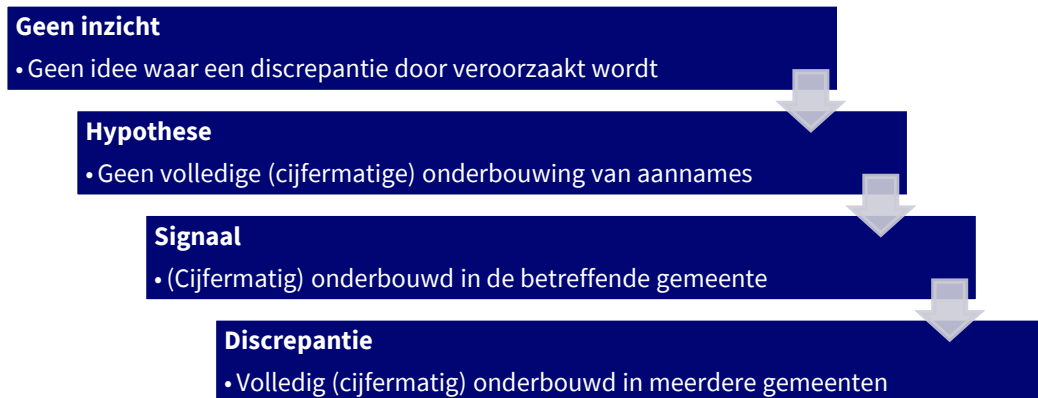 Geen inzicht
• Geen idee waar een discrepantie door veroorzaakt wordt
Hypothese
• Geen volledige (cijfermatige) onderbouwing van aannames
Signaal
• (Cijfermatig) onderbouwd in de betreffende gemeente
Discrepantie
• Volledig (cijfermatig) onderbouwd in meerdere gemeenten